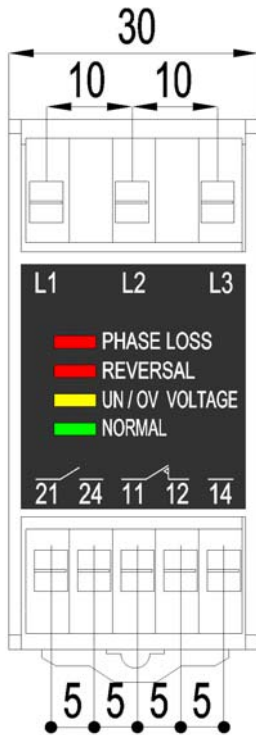 30
10 10
L1 L2 L3
PHASE LOSS
REVERSAL
UN / OV VOLTAGE
NORMAL
21 24 11 12 14
5 5 5 5